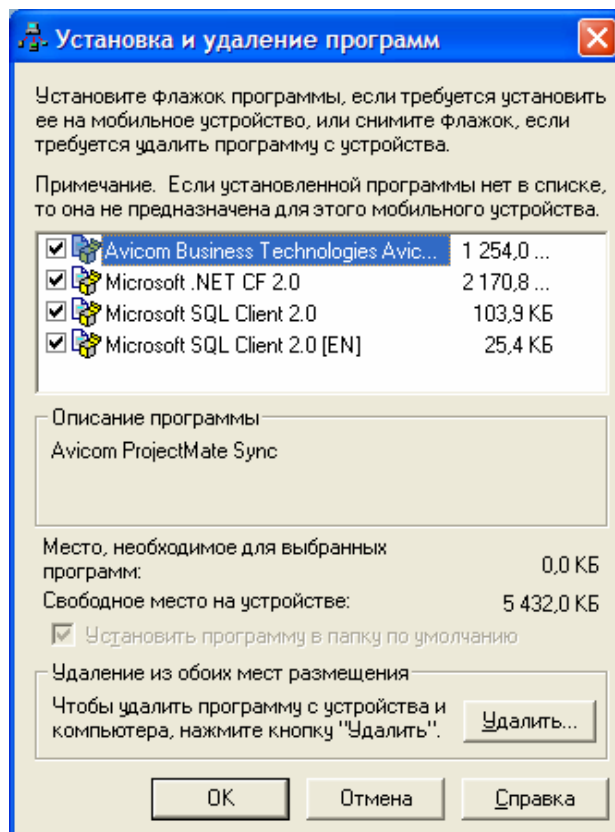 Установка и удаление программ
Установите флажок программы, если требуется установить
ее на мобильное устройство, или снимите флажок, если
требуется удалить программу с устройства.
Примечание. Если установленной программы нет в списке,
то она не предназначена для этого мобильного устройства.
Avicom Business Technologies Avic... 1 254,0 ...
Microsoft .NET CF 2.0 2 170,8 ...
Microsoft SQL Client 2.0 103,9 КБ
Microsoft SQL Client 2.0 [EN] 25,4 КБ
Описание программы
Avicom ProjectMate Sync
Место, необходимое для выбранных
программ: 0,0 КБ
Свободное место на устройстве: 5 432,0 КБ
Установить программу в папку по умолчанию
Удаление из обоих мест размещения
Чтобы удалить программу с устройства и
компьютера, нажмите кнопку "Удалить". Удалить...
OK Отмена Справка